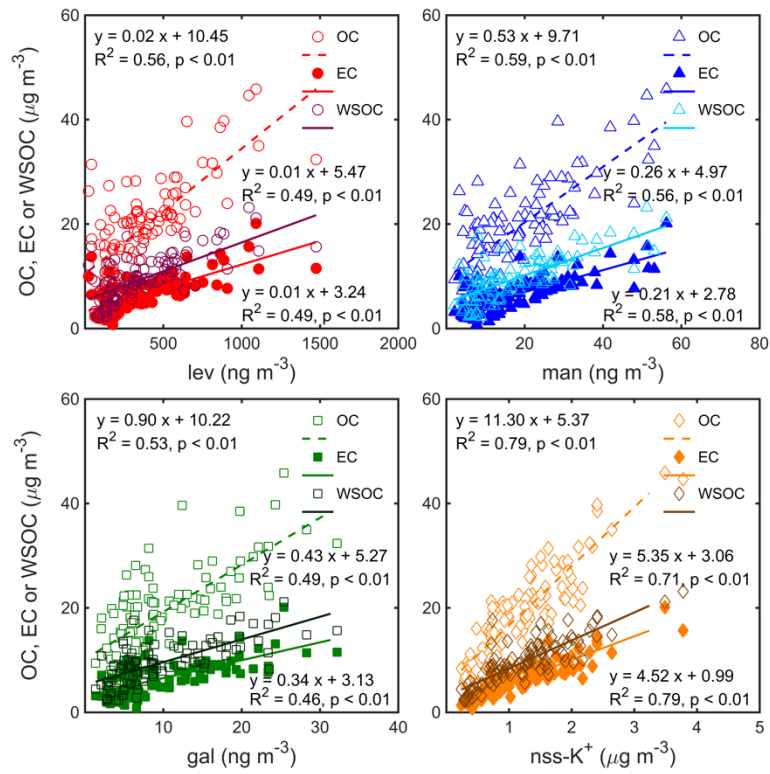 y = 0.02 x + 10.45
R² = 0.56, p < 0.01
OC
EC
WSOC
y = 0.01 x + 5.47
R² = 0.49, p < 0.01
y = 0.01 x + 3.24
R² = 0.49, p < 0.01
60
40
20
0
500 1000 1500 2000
lev (ng m⁻³)
OC, EC or WSOC (μg m⁻³)
y = 0.53 x + 9.71
R² = 0.59, p < 0.01
OC
EC
WSOC
y = 0.26 x + 4.97
R² = 0.56, p < 0.01
y = 0.21 x + 2.78
R² = 0.58, p < 0.01
60
40
20
0
20 40 60 80
man (ng m⁻³)
y = 0.90 x + 10.22
R² = 0.53, p < 0.01
OC
EC
WSOC
y = 0.43 x + 5.27
R² = 0.49, p < 0.01
y = 0.34 x + 3.13
R² = 0.46, p < 0.01
60
40
20
0
0 10 20 30 40
gal (ng m⁻³)
OC, EC or WSOC (μg m⁻³)
y = 11.30 x + 5.37
R² = 0.79, p < 0.01
OC
EC
WSOC
y = 5.35 x + 3.06
R² = 0.71, p < 0.01
y = 4.52 x + 0.99
R² = 0.79, p < 0.01
60
40
20
0
0 1 2 3 4 5
nss-K⁺ (μg m⁻³)